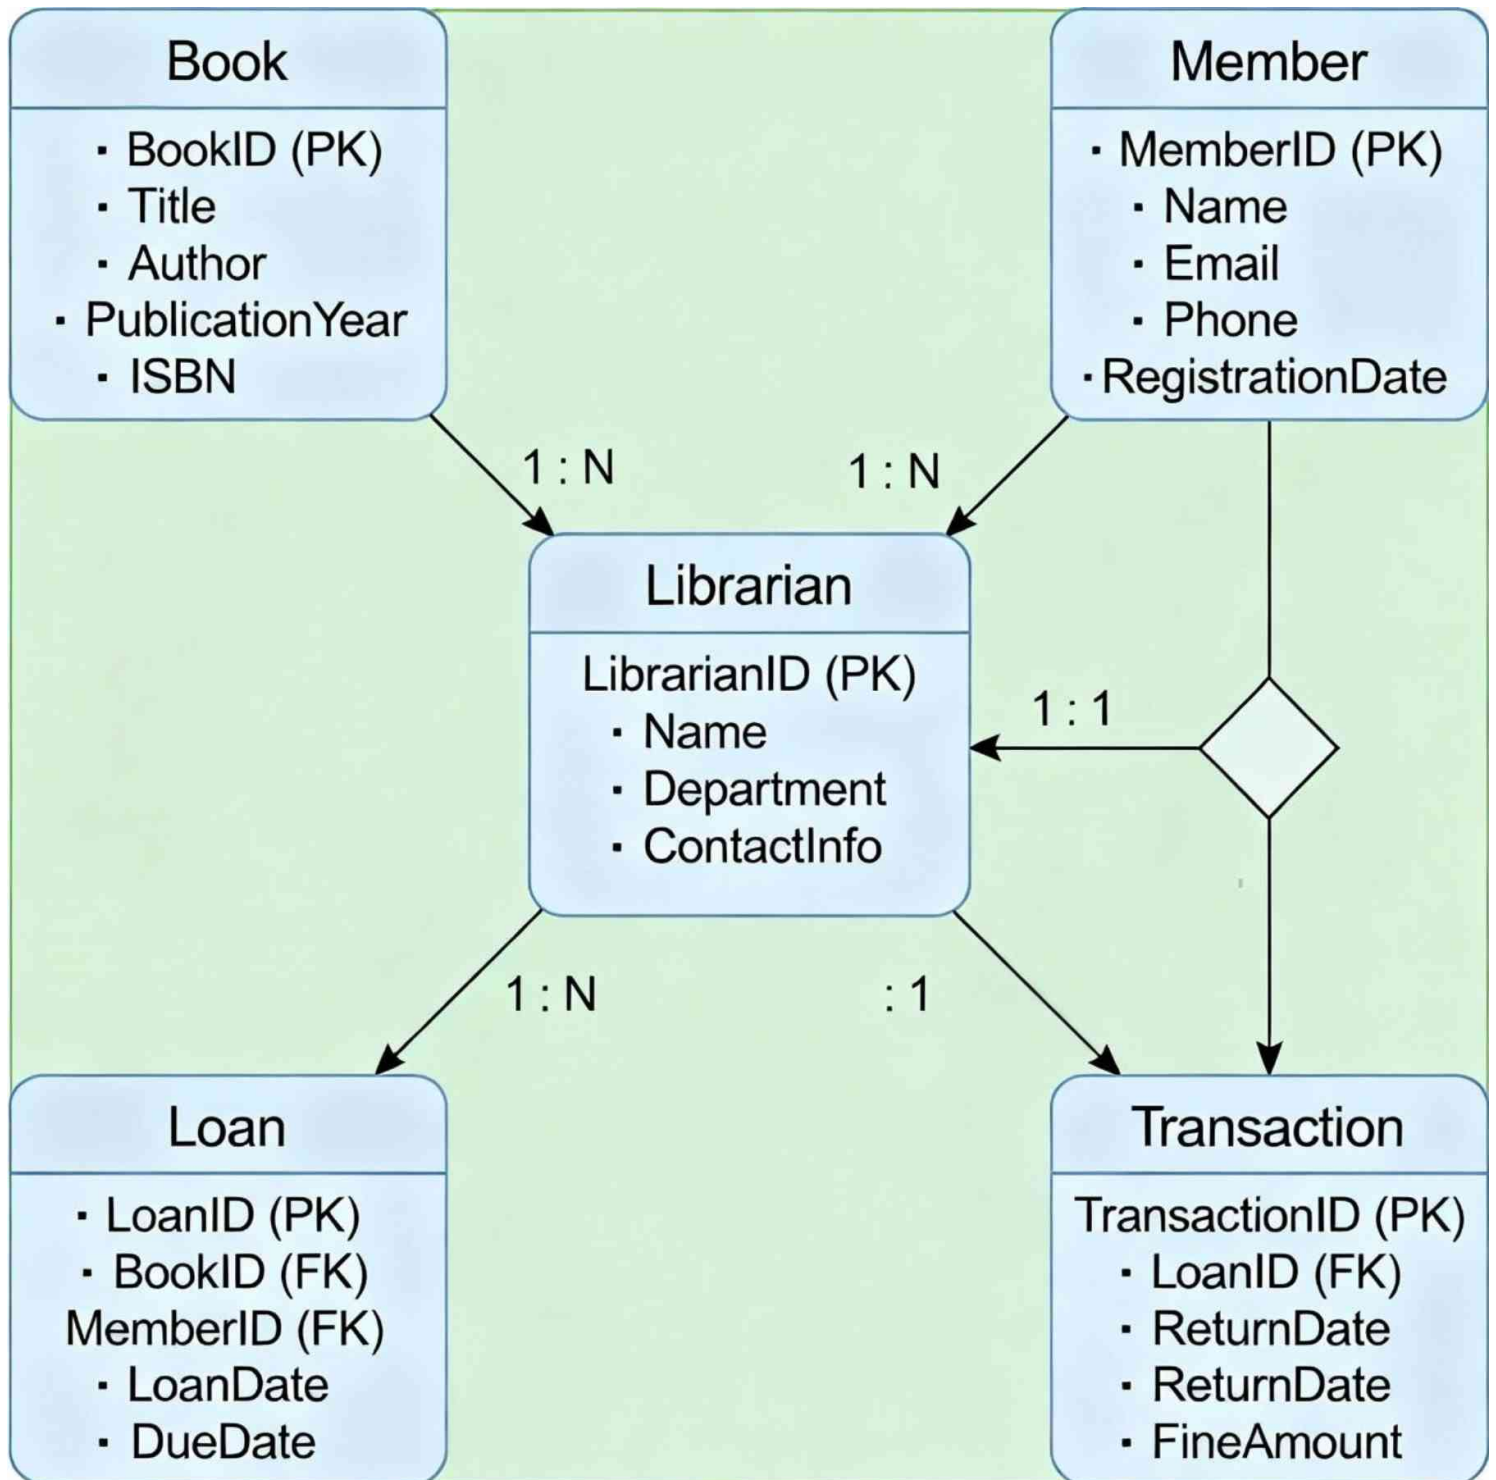 Book
· BookID (PK)
· Title
· Author
· PublicationYear
· ISBN
Member
· MemberID (PK)
· Name
· Email
· Phone
· RegistrationDate
1 : N
1 : N
Librarian
LibrarianID (PK)
· Name
· Department
· ContactInfo
1 : 1
1 : N
: 1
Loan
· LoanID (PK)
· BookID (FK)
MemberID (FK)
· LoanDate
· DueDate
Transaction
TransactionID (PK)
· LoanID (FK)
· ReturnDate
· ReturnDate
· FineAmount